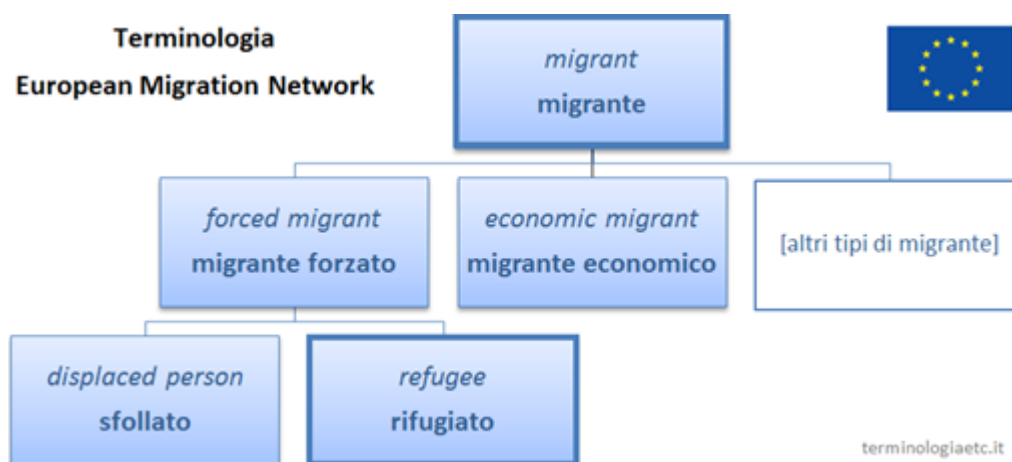 Terminologia
European Migration Network
migrant
migrante
forced migrant
migrante forzato
economic migrant
migrante economico
[altri tipi di migrante]
displaced person
sfollato
refugee
rifugiato
terminologiaetc.it